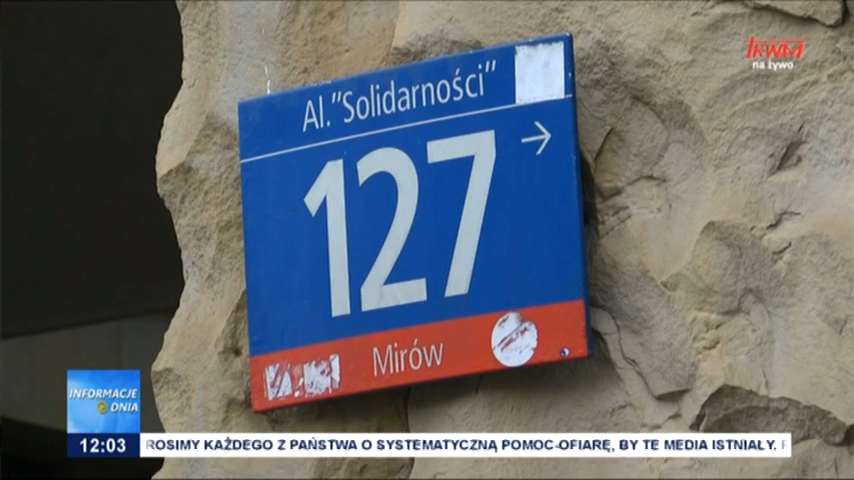 TRWAM
na żywo
Al."Solidarności"
127 →
Mirów
INFORMACJE
DNIA
12:03
ROSIMY KAŻDEGO Z PAŃSTWA O SYSTEMATYCZNĄ POMOC-OFIARĘ, BY TE MEDIA ISTNIAŁY.